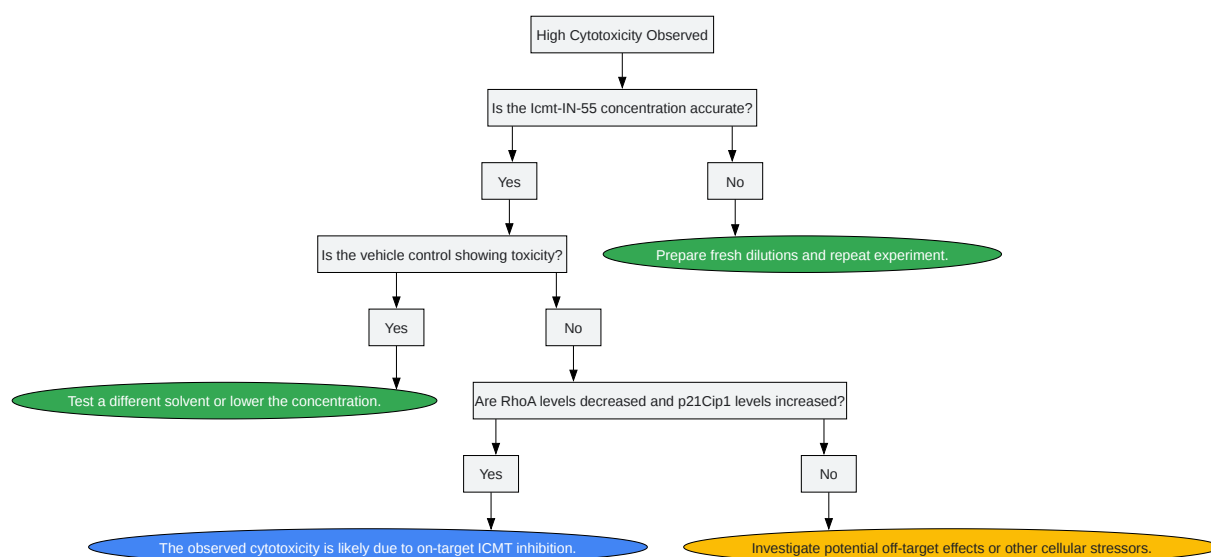 High Cytotoxicity Observed
Is the Icmt-IN-55 concentration accurate?
Yes
No
Is the vehicle control showing toxicity?
Prepare fresh dilutions and repeat experiment.
Yes
No
Test a different solvent or lower the concentration.
Are RhoA levels decreased and p21Cip1 levels increased?
Yes
No
The observed cytotoxicity is likely due to on-target ICMT inhibition.
Investigate potential off-target effects or other cellular stressors.